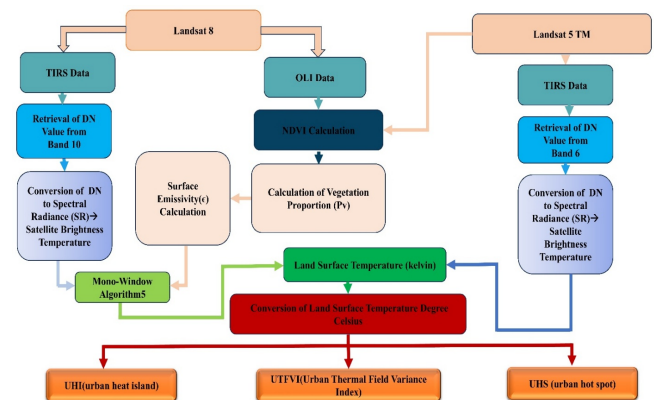 Landsat 8
Landsat 5 TM
TIRS Data
OLI Data
TIRS Data
Retrieval of DN
Value from
Band 10
NDVI Calculation
Retrieval of DN
Value from
Band 6
Conversion of DN
to Spectral
Radiance (SR)→
Satellite Brightness
Temperature
Surface
Emissivity(ϵ)
Calculation
Calculation of Vegetation
Proportion (Pv)
Conversion of DN
to Spectral
Radiance (SR)→
Satellite
Brightness
Temperature
Mono-Window
Algorithm5
Land Surface Temperature (kelvin)
Conversion of Land Surface Temperature Degree
Celsius
UHI(urban heat island)
UTFVI(Urban Thermal Field Variance
Index)
UHS (urban hot spot)